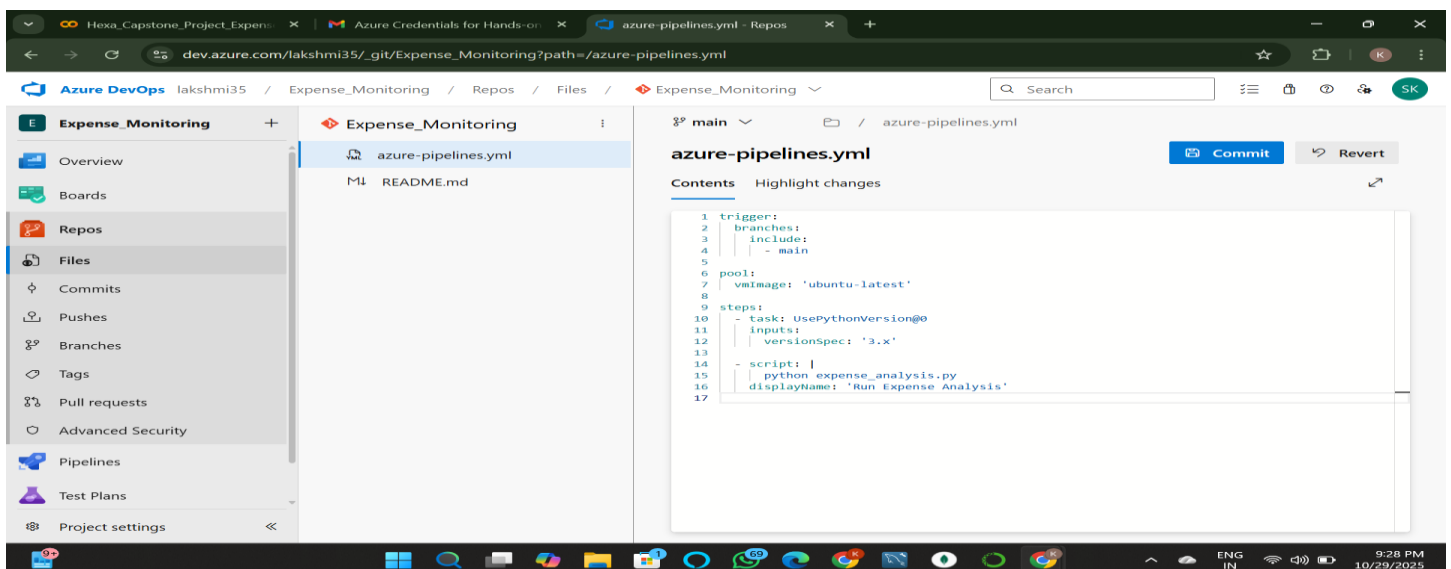 Hexa_Capstone_Project_Expens
Azure Credentials for Hands-on
azure-pipelines.yml - Repos
dev.azure.com/lakshmi35/_git/Expense_Monitoring?path=/azure-pipelines.yml
K
Azure DevOps lakshmi35 / Expense_Monitoring / Repos / Files / Expense_Monitoring
Search
SK
E Expense_Monitoring
Overview
Boards
Repos
Files
Commits
Pushes
Branches
Tags
Pull requests
Advanced Security
Pipelines
Test Plans
Project settings
Expense_Monitoring
azure-pipelines.yml
README.md
main / azure-pipelines.yml
azure-pipelines.yml
Commit
Revert
Contents Highlight changes
1 trigger:
2 branches:
3 include:
4 - main
5
6 pool:
7 vmImage: 'ubuntu-latest'
8
9 steps:
10 - task: UsePythonVersion@0
11 inputs:
12 versionSpec: '3.x'
13
14 - script: |
15 python expense_analysis.py
16 displayName: 'Run Expense Analysis'
17
9+
1
69
K
K
ENG
IN
9:28 PM
10/29/2025